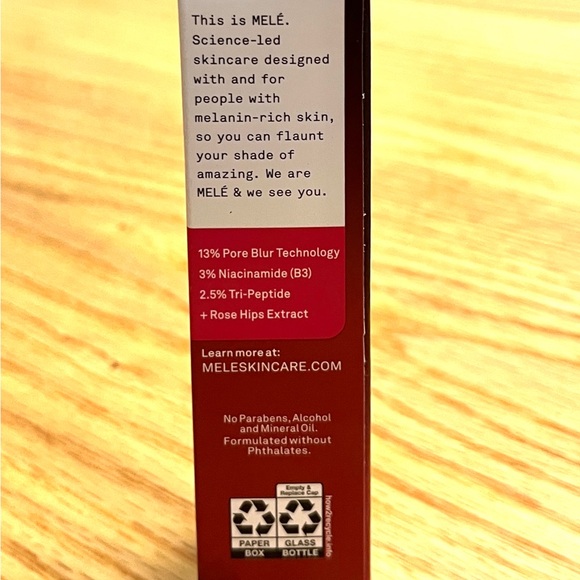 This is MELÉ.
Science-led
skincare designed
with and for
people with
melanin-rich skin,
so you can flaunt
your shade of
amazing. We are
MELÉ & we see you.
13% Pore Blur Technology
3% Niacinamide (B3)
2.5% Tri-Peptide
+ Rose Hips Extract
Learn more at:
MELESKINCARE.COM
No Parabens, Alcohol
and Mineral Oil.
Formulated without
Phthalates.
Empty &
Replace Cap
PAPER
BOX
GLASS
BOTTLE
how2recycle.info